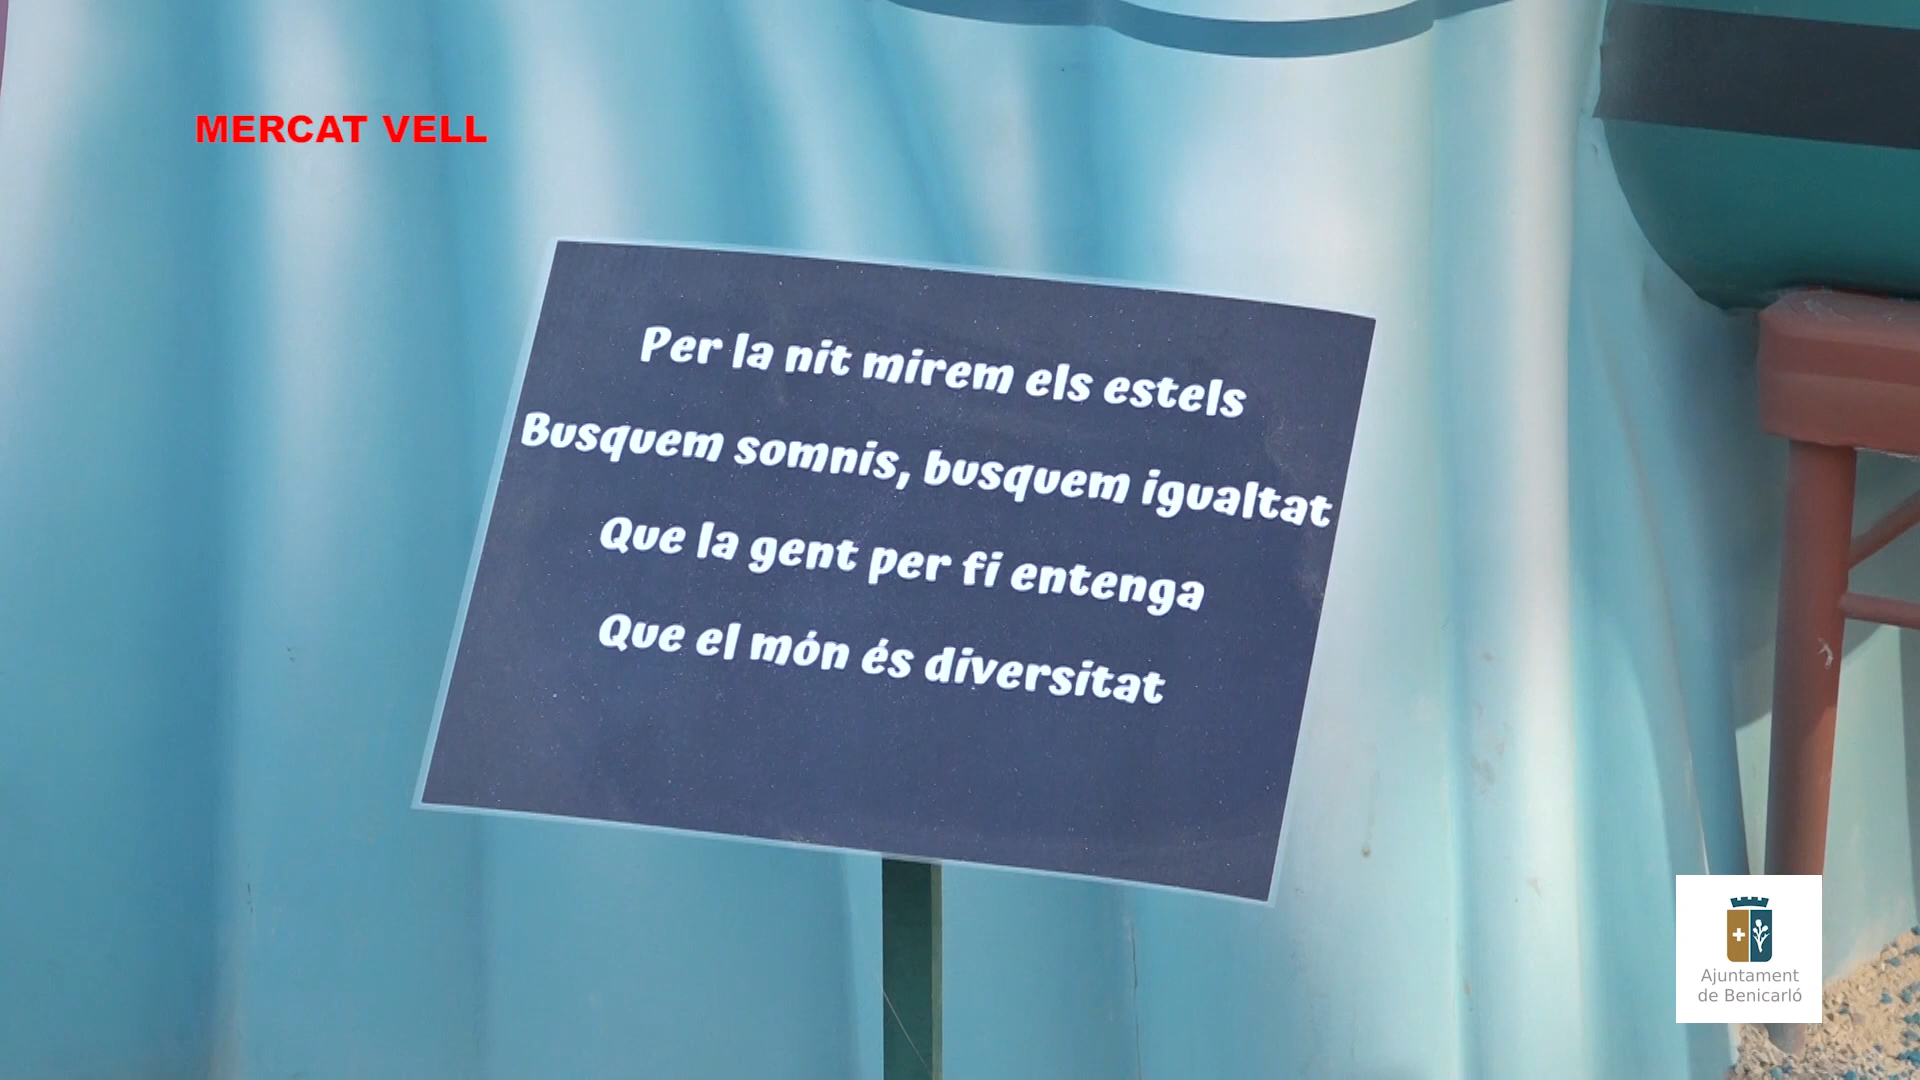 MERCAT VELL
Per la nit mirem els estels
Busquem somnis, busquem igualtat
Que la gent per fi entenga
Que el món és diversitat
Ajuntament
de Benicarló